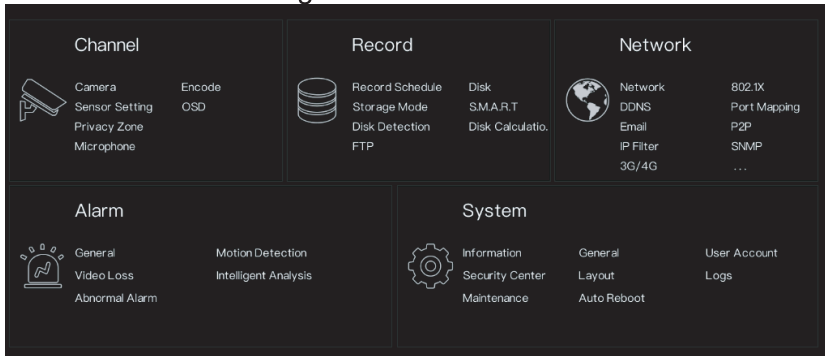 Channel
Camera Encode
Sensor Setting OSD
Privacy Zone
Microphone
Record
Record Schedule Disk
Storage Mode S.M.A.R.T
Disk Detection Disk Calculatio.
FTP
Network
Network 802.1X
DDNS Port Mapping
Email P2P
IP Filter SNMP
3G/4G ...
Alarm
General Motion Detection
Video Loss Intelligent Analysis
Abnormal Alarm
System
Information General User Account
Security Center Layout Logs
Maintenance Auto Reboot